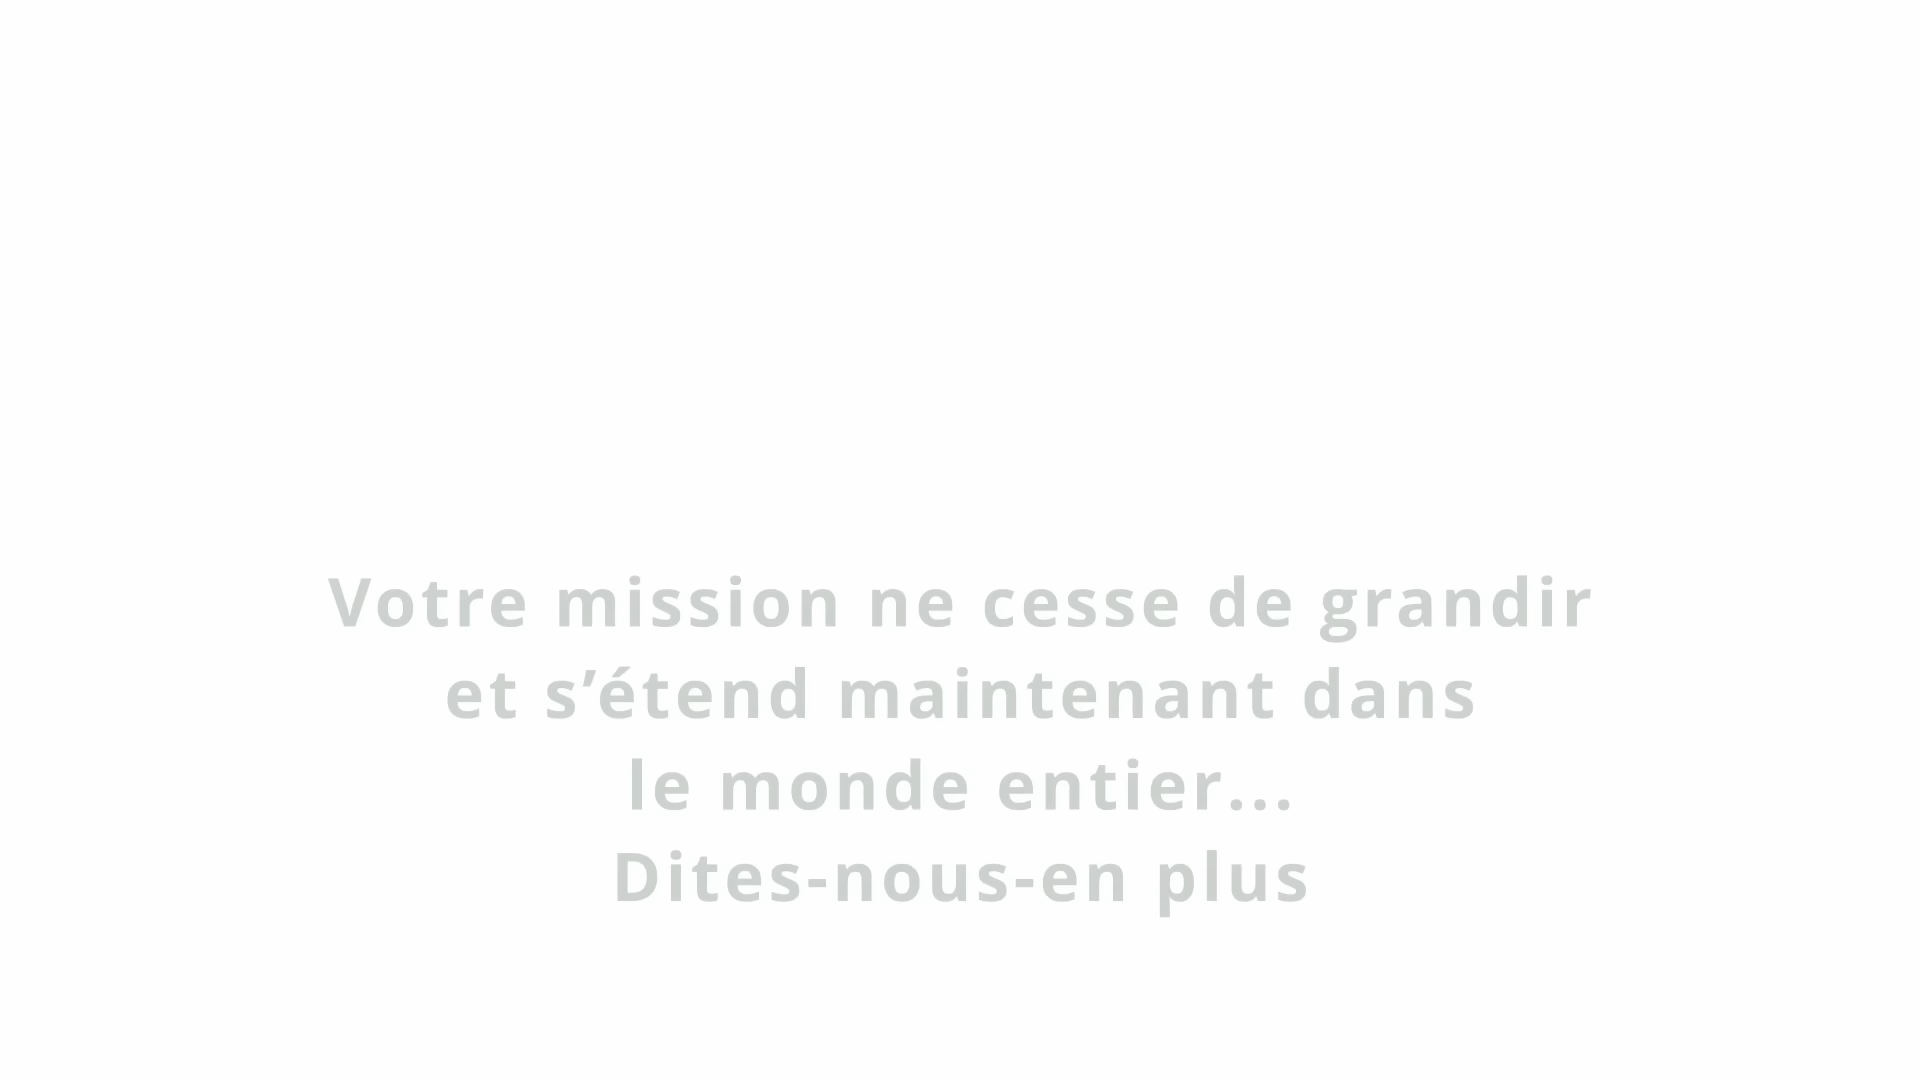 Votre mission ne cesse de grandir
et s’étend maintenant dans
le monde entier...
Dites-nous-en plus